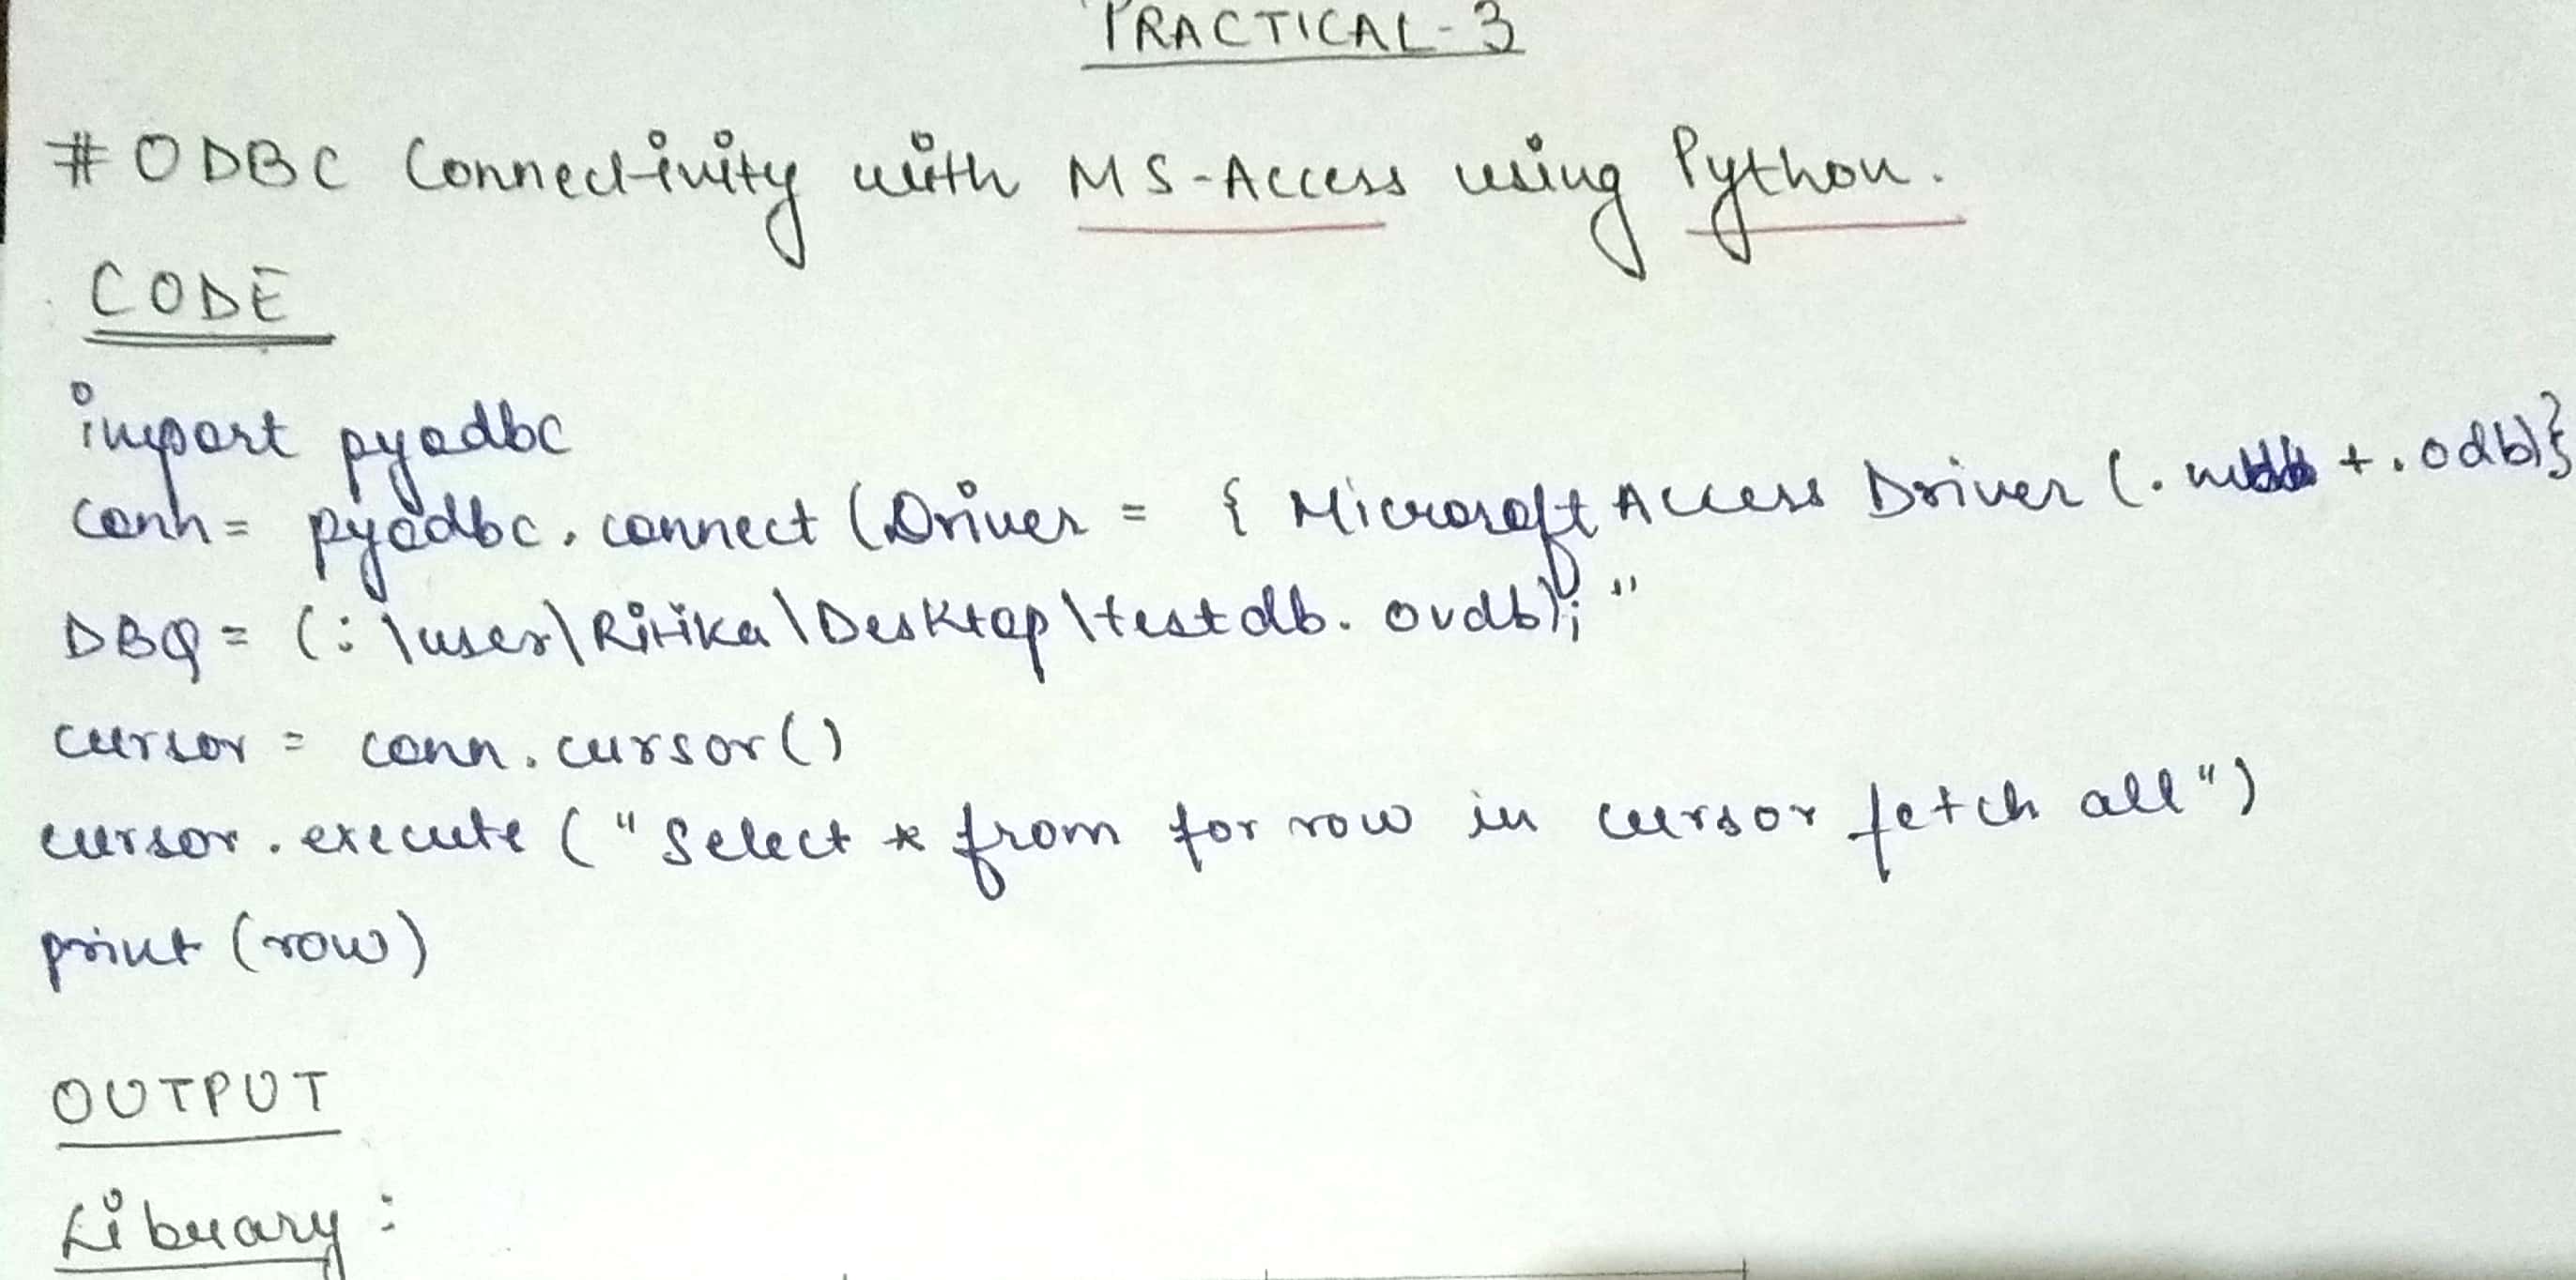 PRACTICAL-3
# ODBC Connectivity with MS-Access using Python.
CODE
import pyodbc
conn = pyodbc.connect (Driver = { Microsoft Access Driver (. + .odb)}
DBQ = (: \user\Ritika\Desktop\testdb. ovdb); "
cursor = conn.cursor()
cursor.execute ("Select * from for row in cursor fetch all")
print (row)
OUTPUT
Library: